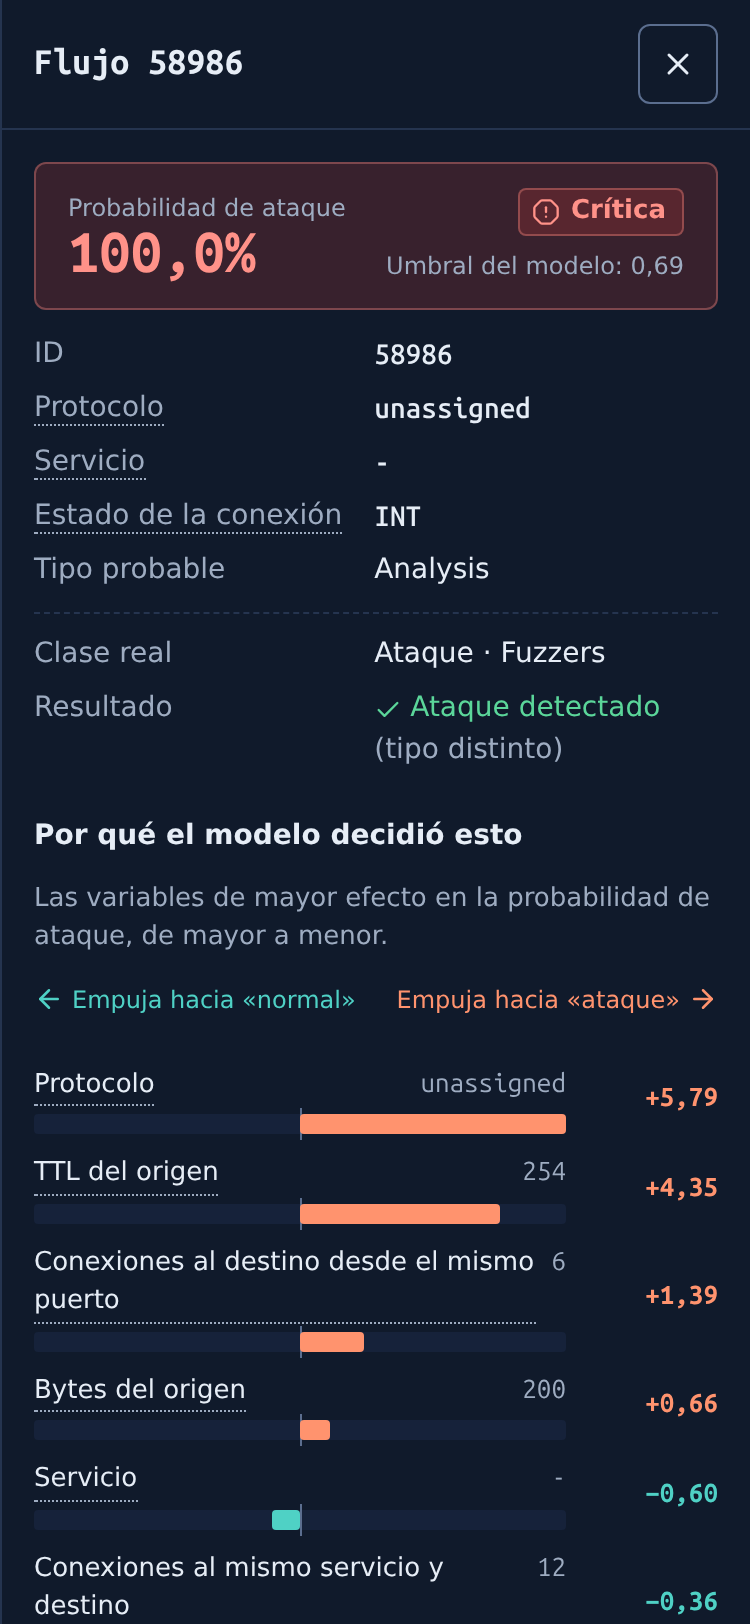 Flujo 58986
Probabilidad de ataque
100,0%
Crítica
Umbral del modelo: 0,69
ID 58986
Protocolo unassigned
Servicio -
Estado de la conexión INT
Tipo probable Analysis
Clase real Ataque · Fuzzers
Resultado ✓ Ataque detectado
(tipo distinto)
Por qué el modelo decidió esto
Las variables de mayor efecto en la probabilidad de
ataque, de mayor a menor.
← Empuja hacia «normal» Empuja hacia «ataque» →
Protocolo unassigned +5,79
TTL del origen 254 +4,35
Conexiones al destino desde el mismo 6
puerto +1,39
Bytes del origen 200 +0,66
Servicio - −0,60
Conexiones al mismo servicio y 12
destino −0,36